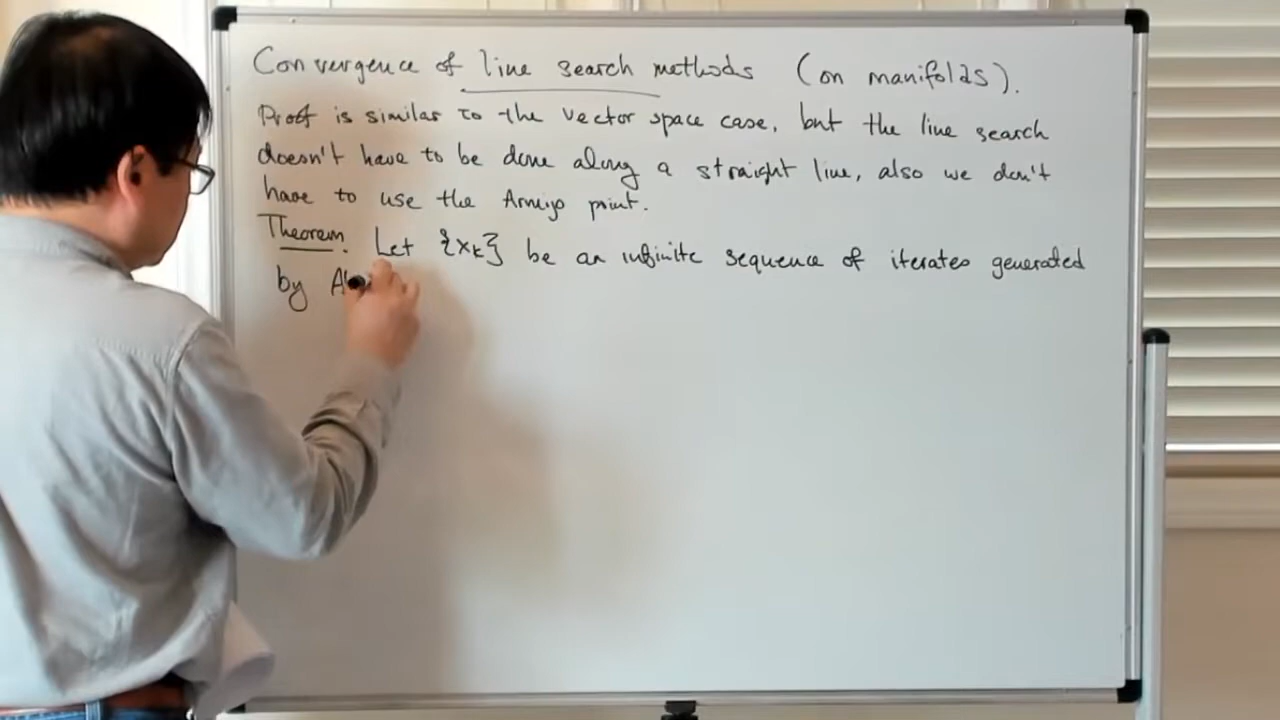 Convergence of line search methods (on manifolds).
Proof is similar to the vector space case, but the line search
doesn't have to be done along a straight line, also we don't
have to use the Armijo point.
Theorem. Let {x_k} be an infinite sequence of iterates generated
by Al